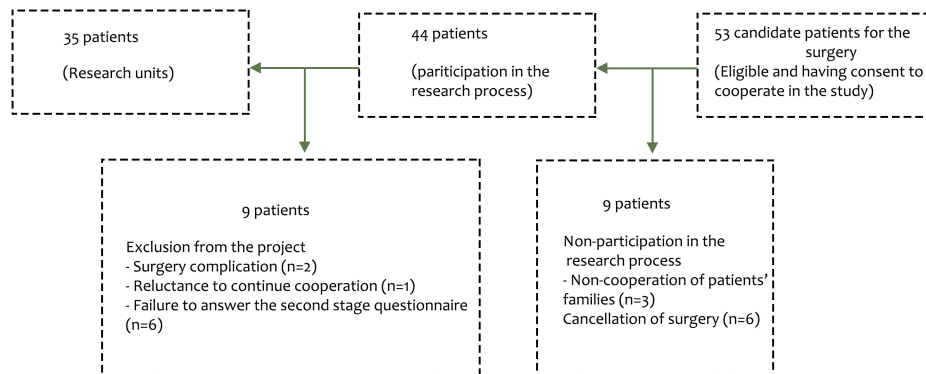 35 patients
(Research units)
44 patients
(pariticipation in the
research process)
53 candidate patients for the
surgery
(Eligible and having consent to
cooperate in the study)
9 patients
Exclusion from the project
- Surgery complication (n=2)
- Reluctance to continue cooperation (n=1)
- Failure to answer the second stage questionnaire
(n=6)
9 patients
Non-participation in the
research process
- Non-cooperation of patients’
families (n=3)
Cancellation of surgery (n=6)